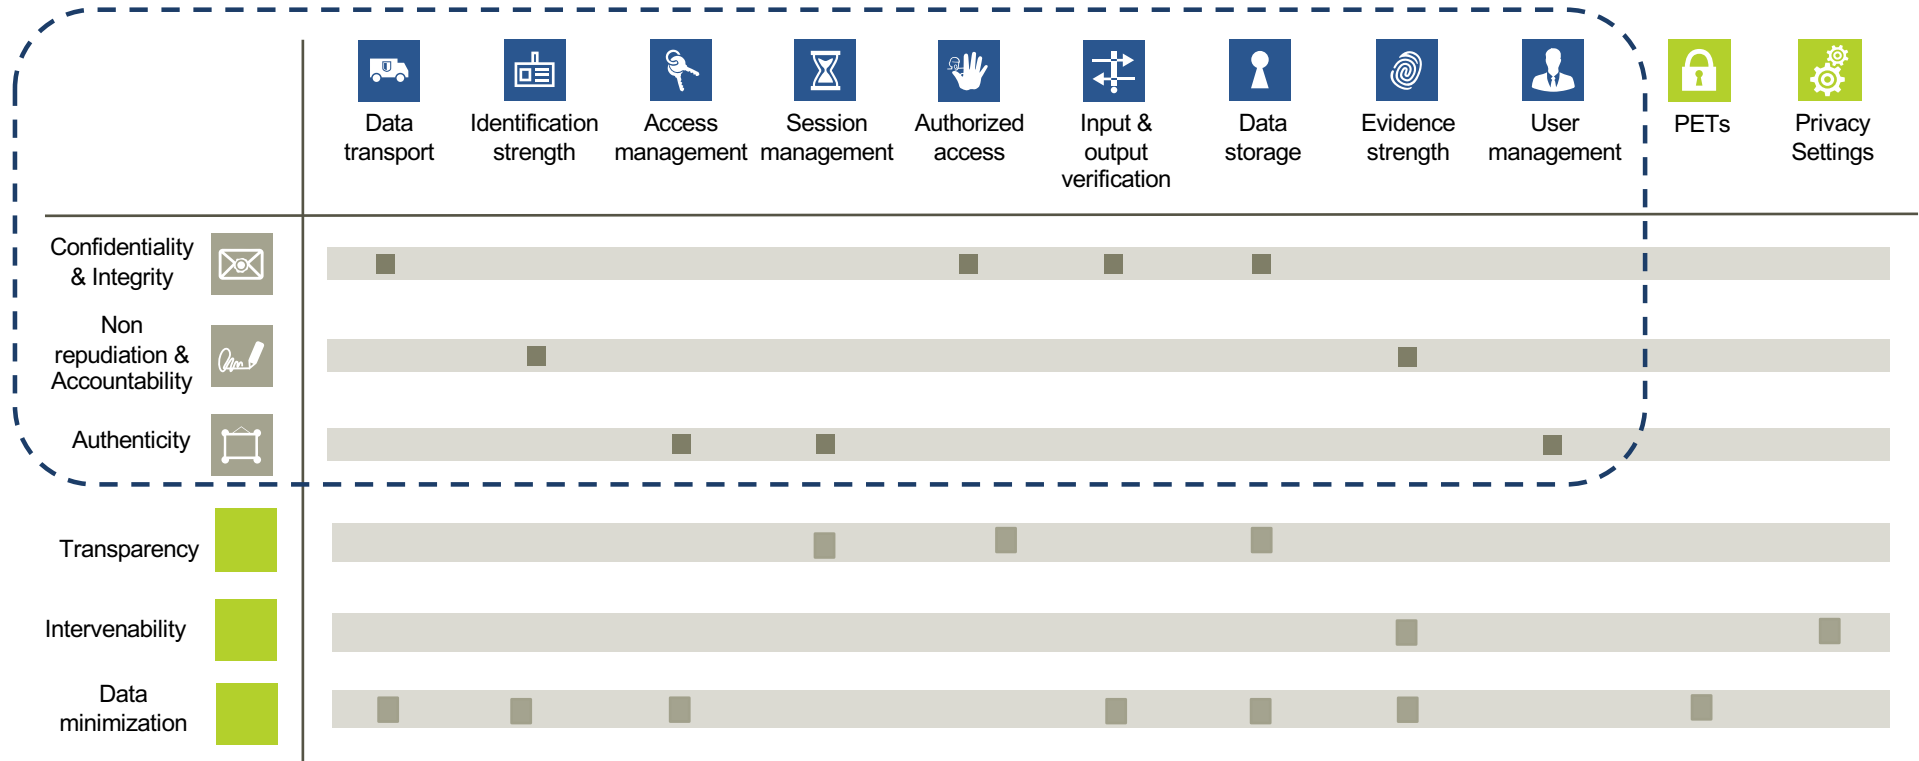 Data
transport
Identification
strength
Access
management
Session
management
Authorized
access
Input &
output
verification
Data
storage
Evidence
strength
User
management
PETs
Privacy
Settings
Confidentiality
& Integrity
Non
repudiation &
Accountability
Authenticity
Transparency
Intervenability
Data
minimization